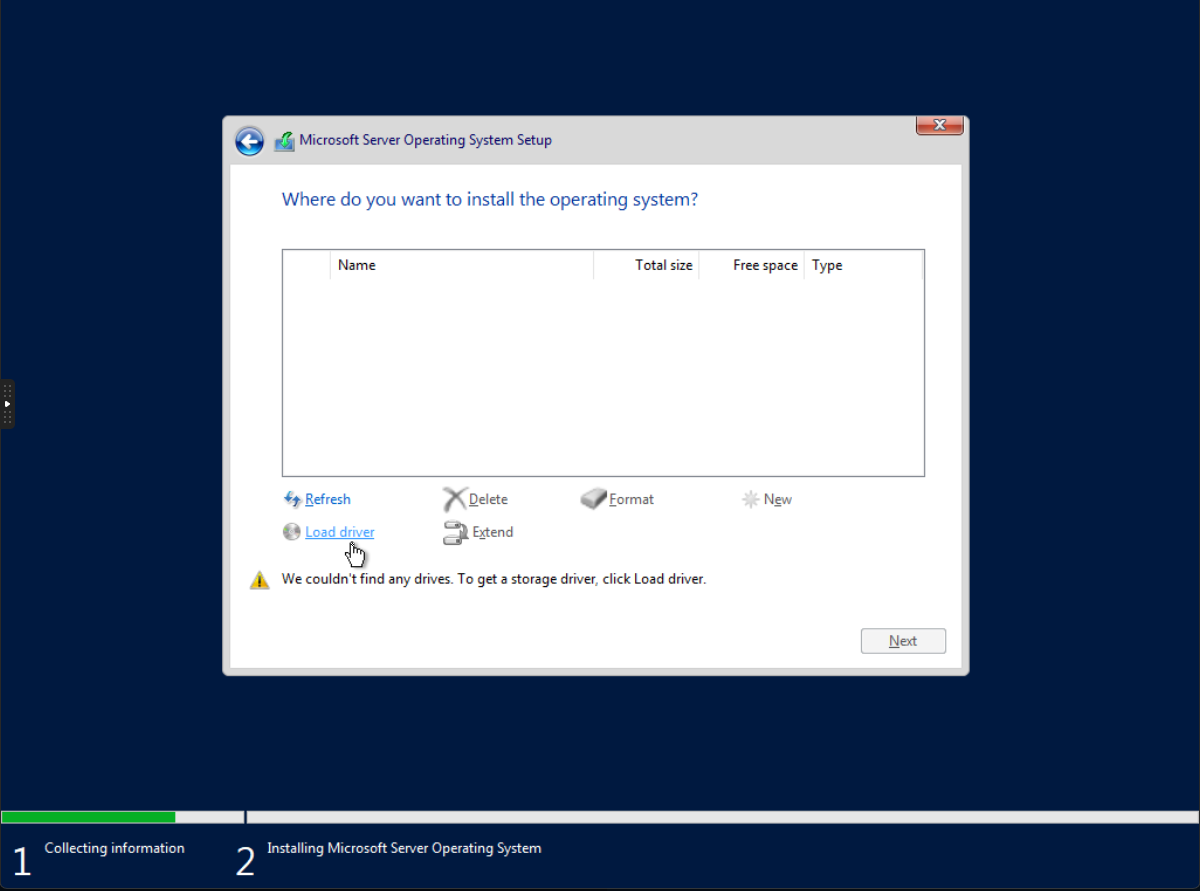 Microsoft Server Operating System Setup
Where do you want to install the operating system?
Name Total size Free space Type
Refresh Delete Format New
Load driver Extend
We couldn't find any drives. To get a storage driver, click Load driver.
Next
1 Collecting information 2 Installing Microsoft Server Operating System